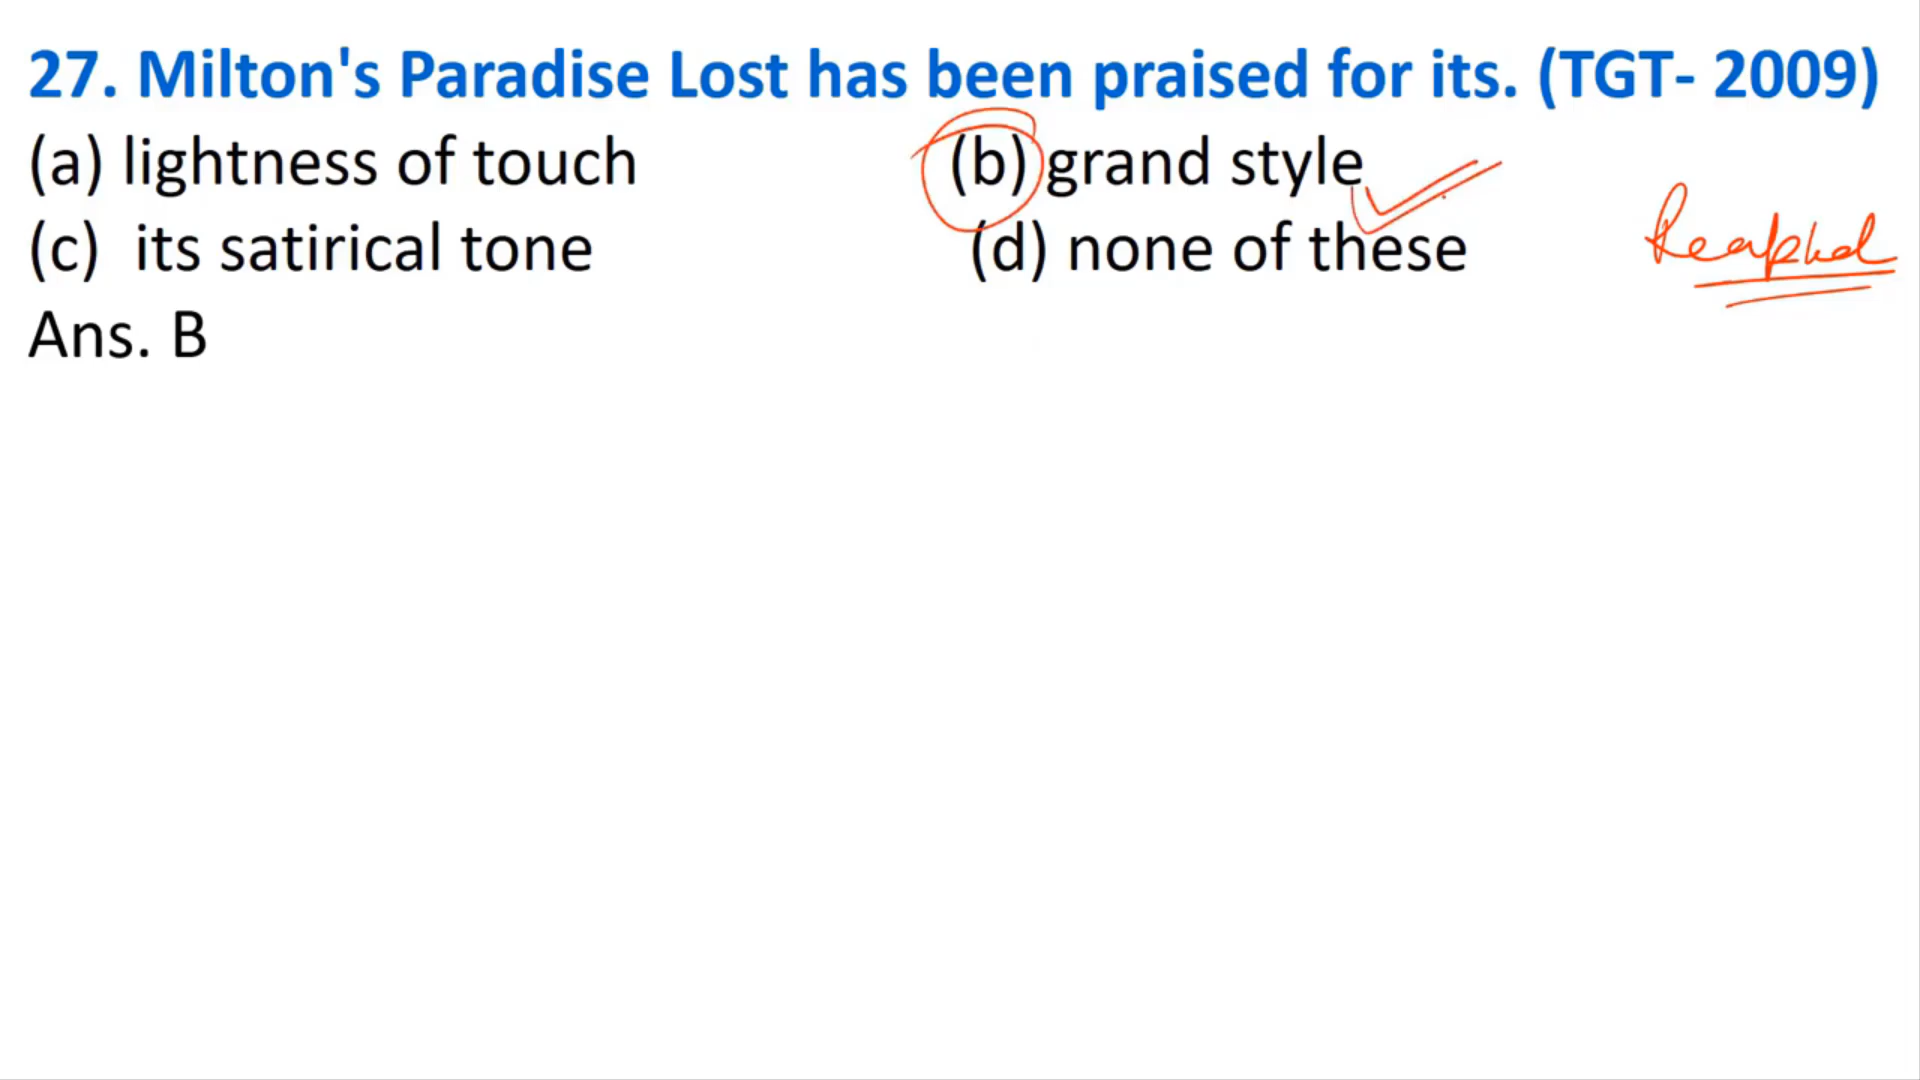 27. Milton's Paradise Lost has been praised for its. (TGT- 2009)
(a) lightness of touch (b) grand style
(c) its satirical tone (d) none of these
Ans. B